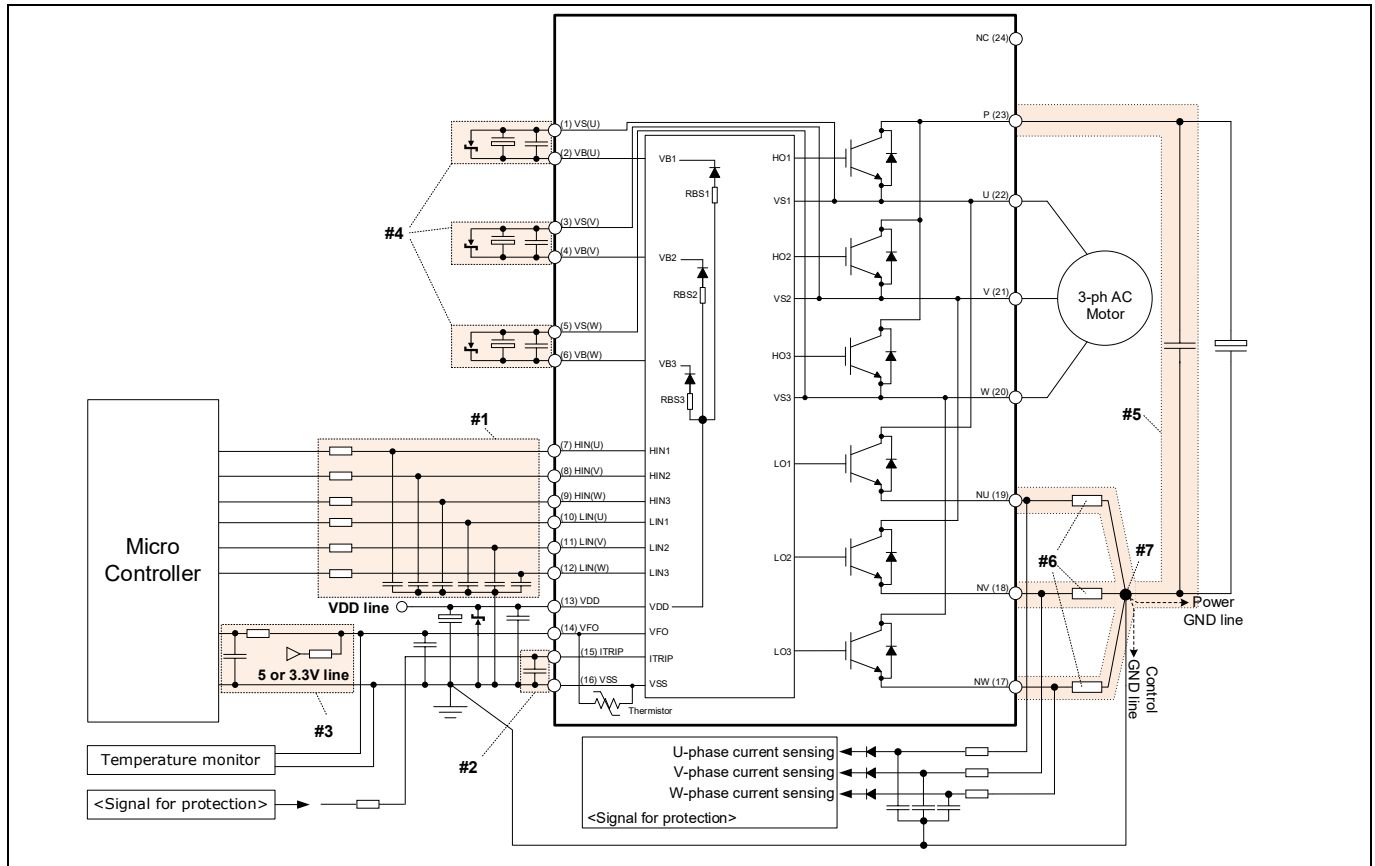 NC (24)
P (23)
(1) VS(U)
(2) VB(U)
VB1
HO1
RBS1
VS1
U (22)
(3) VS(V)
#4
(4) VB(V)
VB2
HO2
RBS2
VS2
V (21)
3-ph AC
Motor
(5) VS(W)
(6) VB(W)
VB3
HO3
RBS3
VS3
W (20)
#5
#1
(7) HIN(U)
HIN1
(8) HIN(V)
HIN2
(9) HIN(W)
HIN3
(10) LIN(U)
LIN1
(11) LIN(V)
LIN2
(12) LIN(W)
LIN3
LO1
NU (19)
Micro
Controller
VDD line
(13) VDD
VDD
LO2
NV (18)
#6
#7
Power
GND line
Control
GND line
(14) VFO
VFO
5 or 3.3V line
(15) ITRIP
ITRIP
LO3
(16) VSS
VSS
NW (17)
Thermistor
#3
#2
Temperature monitor
<Signal for protection>
U-phase current sensing
V-phase current sensing
W-phase current sensing
<Signal for protection>